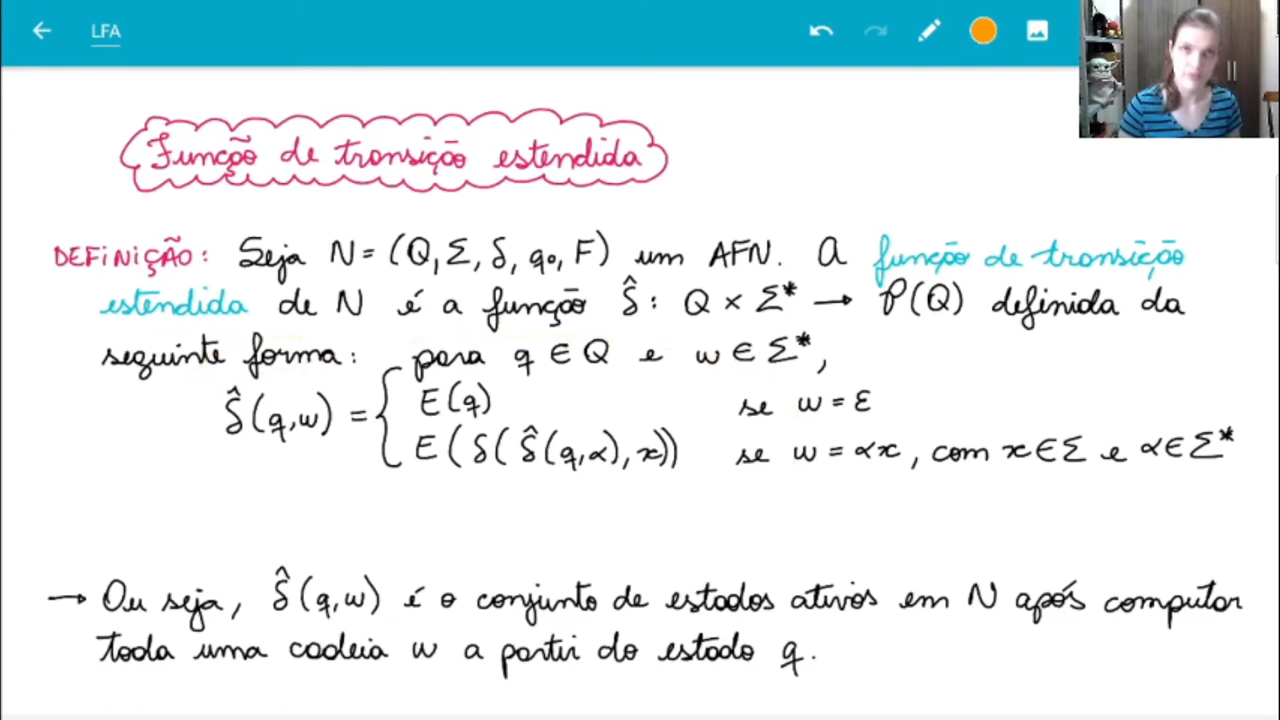 LFA
Função de transição estendida
DEFINIÇÃO: Seja N = (Q, Σ, δ, q₀, F) um AFN. A função de transição
estendida de N é a função δ̂ : Q × Σ* → P(Q) definida da
seguinte forma: para q ∈ Q e w ∈ Σ*,
δ̂(q,w) = { E(q) se w = ε
E(δ(δ̂(q,α),x)) se w = αx, com x ∈ Σ e α ∈ Σ*
→ Ou seja, δ̂(q,w) é o conjunto de estados ativos em N após computar
toda uma cadeia w a partir do estado q.